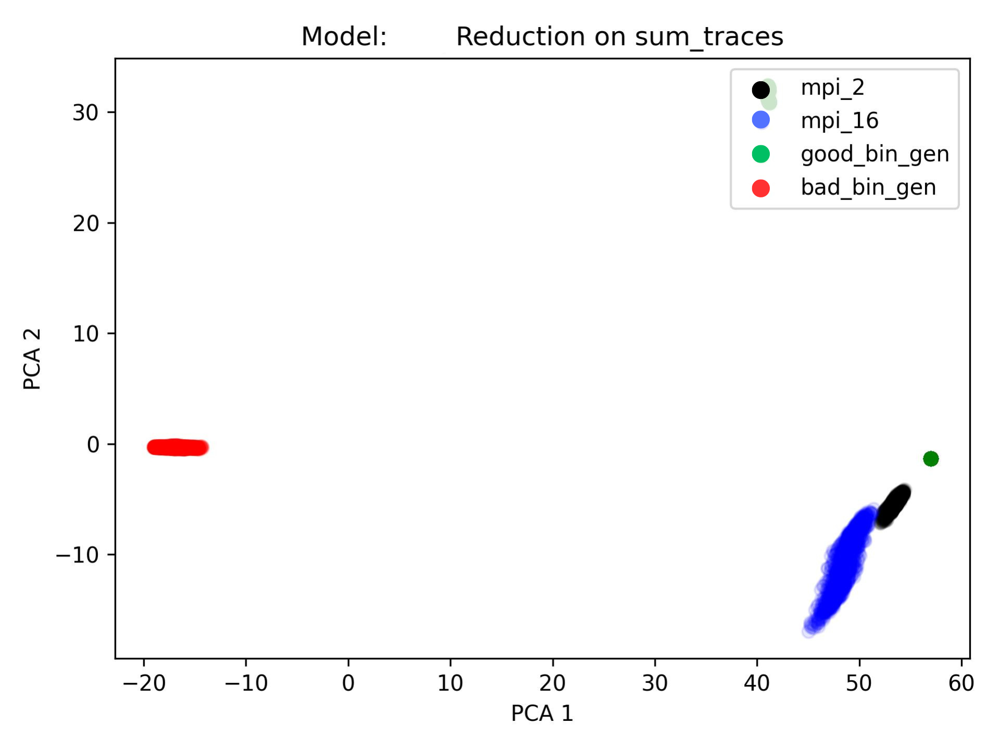 Model: Reduction on sum_traces
mpi_2
mpi_16
good_bin_gen
bad_bin_gen
30
20
10
0
−10
PCA 2
−20 −10 0 10 20 30 40 50 60
PCA 1